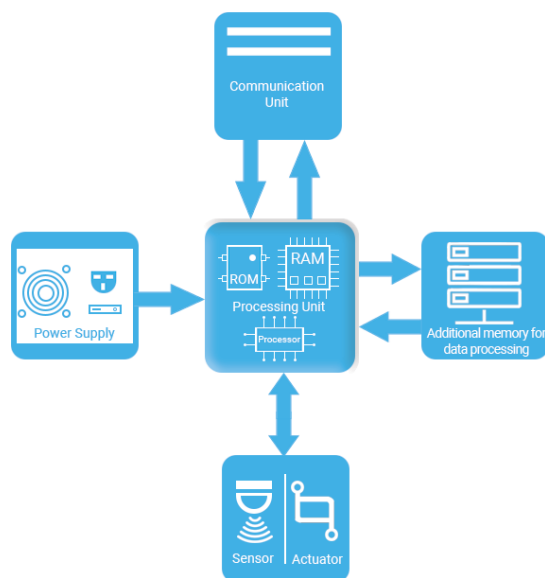 Communication
Unit
ROM
RAM
Processing Unit
Processor
Power Supply
Additional memory for
data processing
Sensor
Actuator